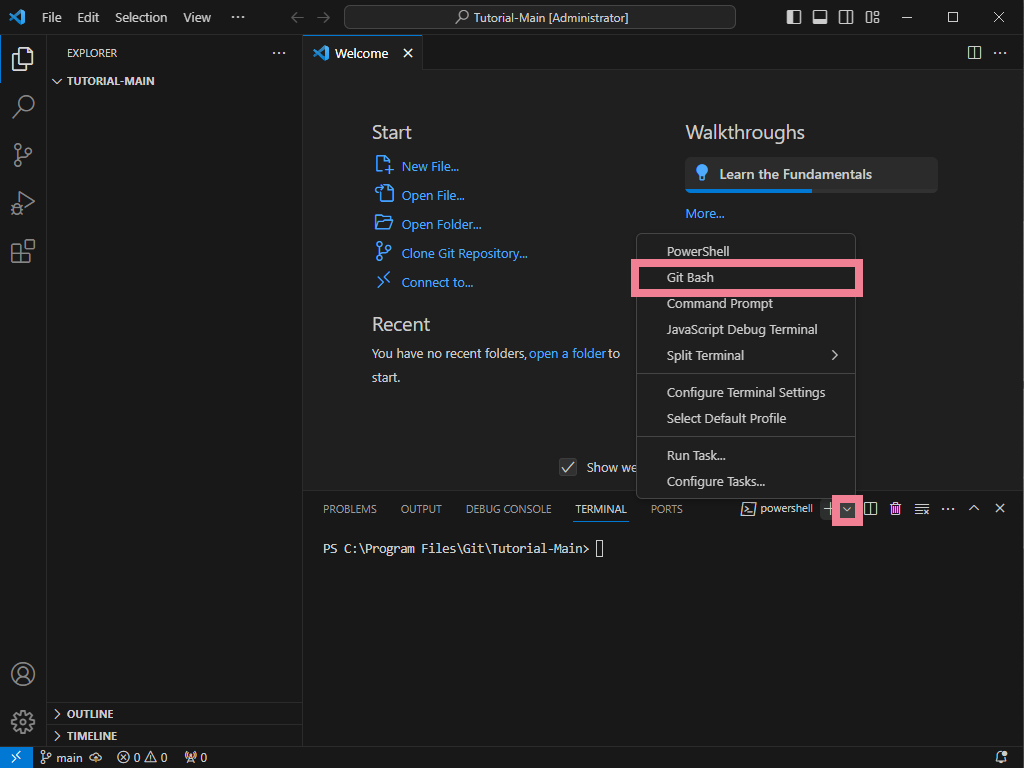 File Edit Selection View ··· Tutorial-Main [Administrator]
EXPLORER ···
TUTORIAL-MAIN
Welcome
Start
New File...
Open File...
Open Folder...
Clone Git Repository...
Connect to...
Recent
You have no recent folders, open a folder to
start.
Walkthroughs
Learn the Fundamentals
More...
Show we
PowerShell
Git Bash
Command Prompt
JavaScript Debug Terminal
Split Terminal
Configure Terminal Settings
Select Default Profile
Run Task...
Configure Tasks...
PROBLEMS OUTPUT DEBUG CONSOLE TERMINAL PORTS powershell
PS C:\Program Files\Git\Tutorial-Main>
OUTLINE
TIMELINE
main 0 0 0